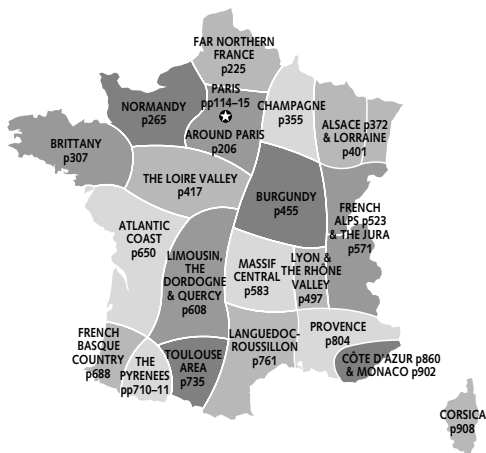 FAR NORTHERN
FRANCE
p225
PARIS
pp114–15
NORMANDY
p265
CHAMPAGNE
p355
ALSACE p372
& LORRAINE
p401
AROUND PARIS
p206
BRITTANY
p307
THE LOIRE VALLEY
p417
BURGUNDY
p455
FRENCH
ALPS p523
& THE JURA
p571
ATLANTIC
COAST
p650
LIMOUSIN,
THE
DORDOGNE
& QUERCY
p608
MASSIF
CENTRAL
p583
LYON &
THE RHÔNE
VALLEY
p497
FRENCH
BASQUE
COUNTRY
p688
THE
PYRENEES
pp710–11
TOULOUSE
AREA
p735
LANGUEDOC-
ROUSSILLON
p761
PROVENCE
p804
CÔTE D'AZUR p860
& MONACO p902
CORSICA
p908